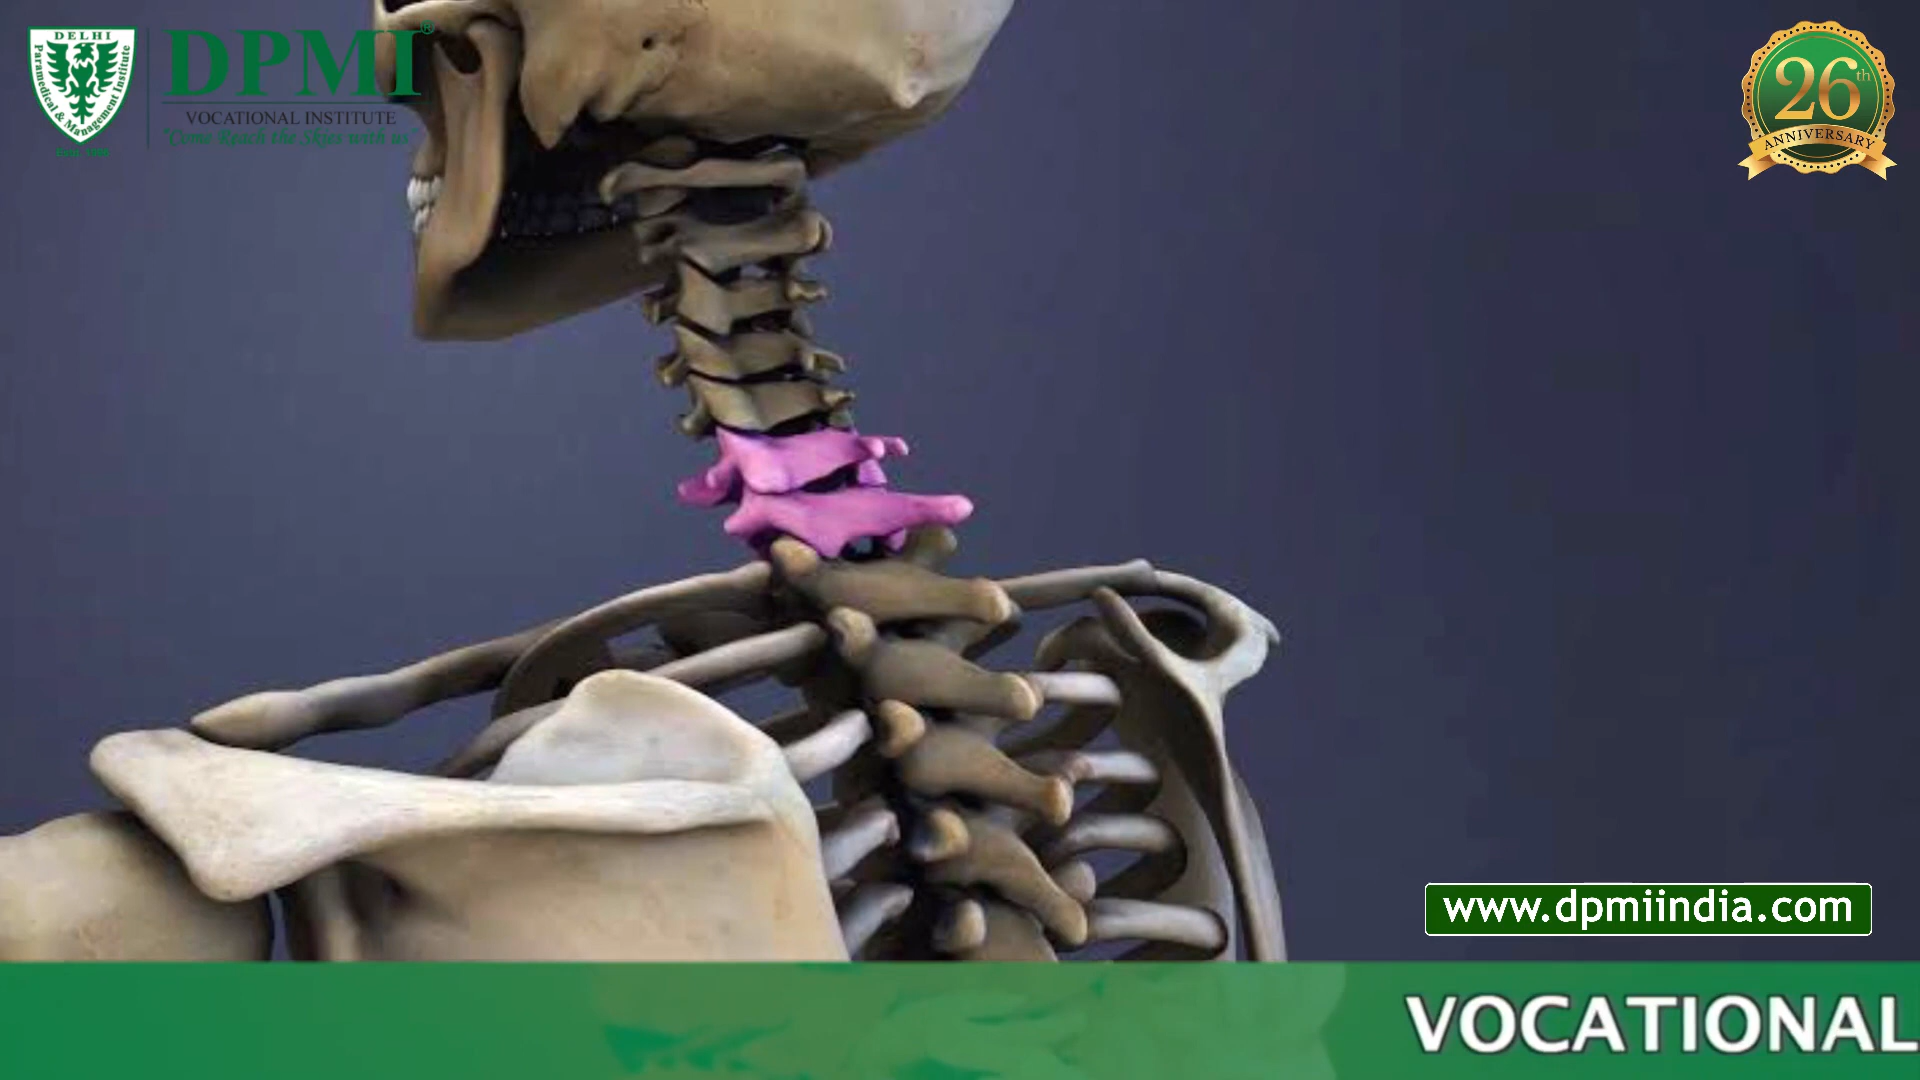 DELHI
Paramedical & Management Institute
DPMI®
VOCATIONAL INSTITUTE
"Come Reach the Skies with us"
26th
ANNIVERSARY
www.dpmiindia.com
VOCATIONAL